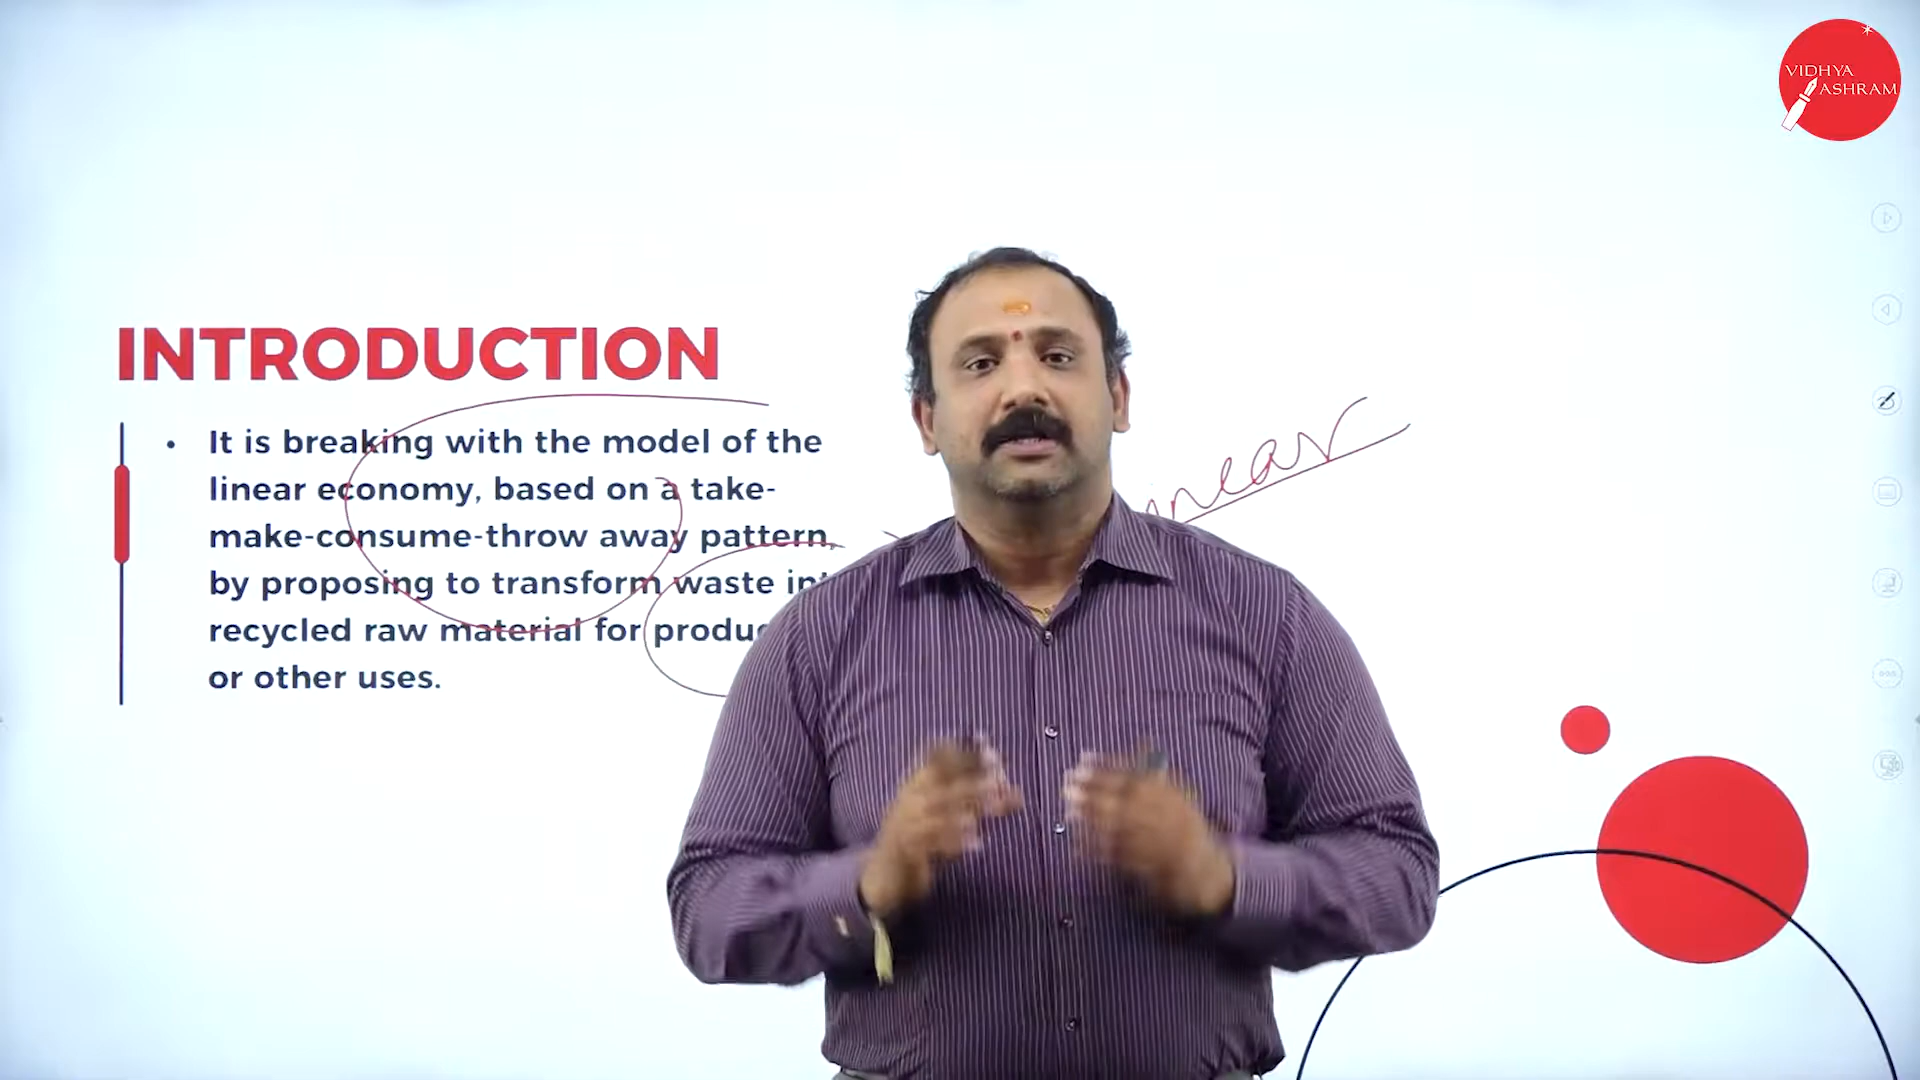 VIDHYA
ASHRAM
INTRODUCTION
• It is breaking with the model of the
linear economy, based on a take-
make-consume-throw away pattern,
by proposing to transform waste
recycled raw material for
or other uses.